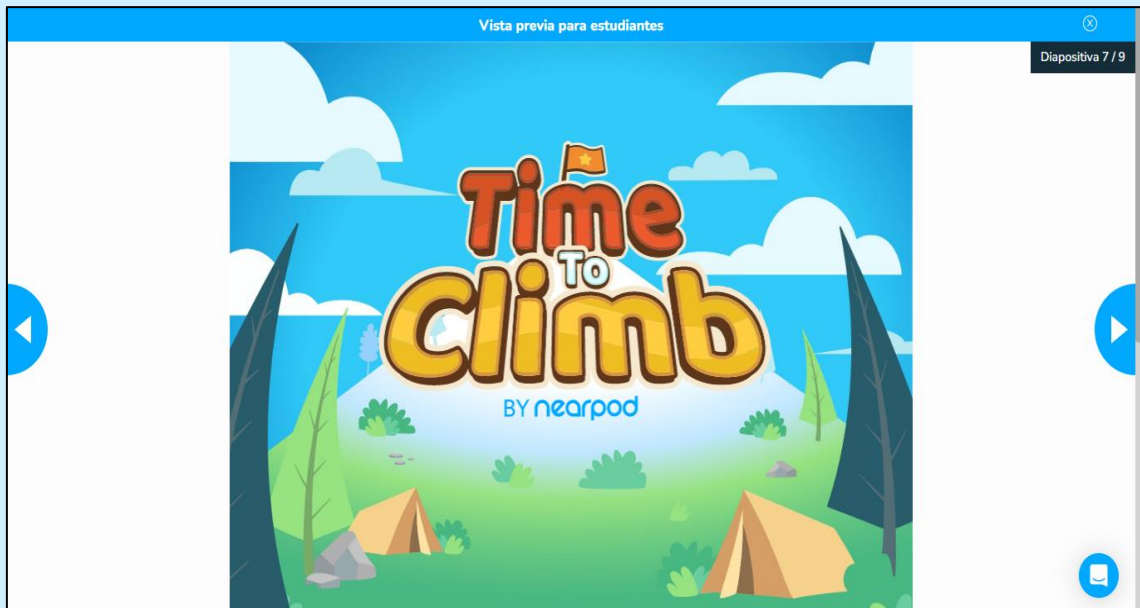 Vista previa para estudiantes
Diapositiva 7 / 9
Time
To
Climb
BY nearpod